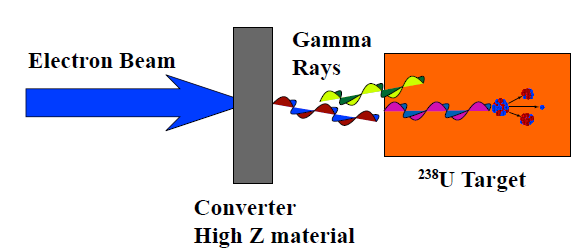 Electron Beam
Gamma
Rays
²³⁸U Target
Converter
High Z material